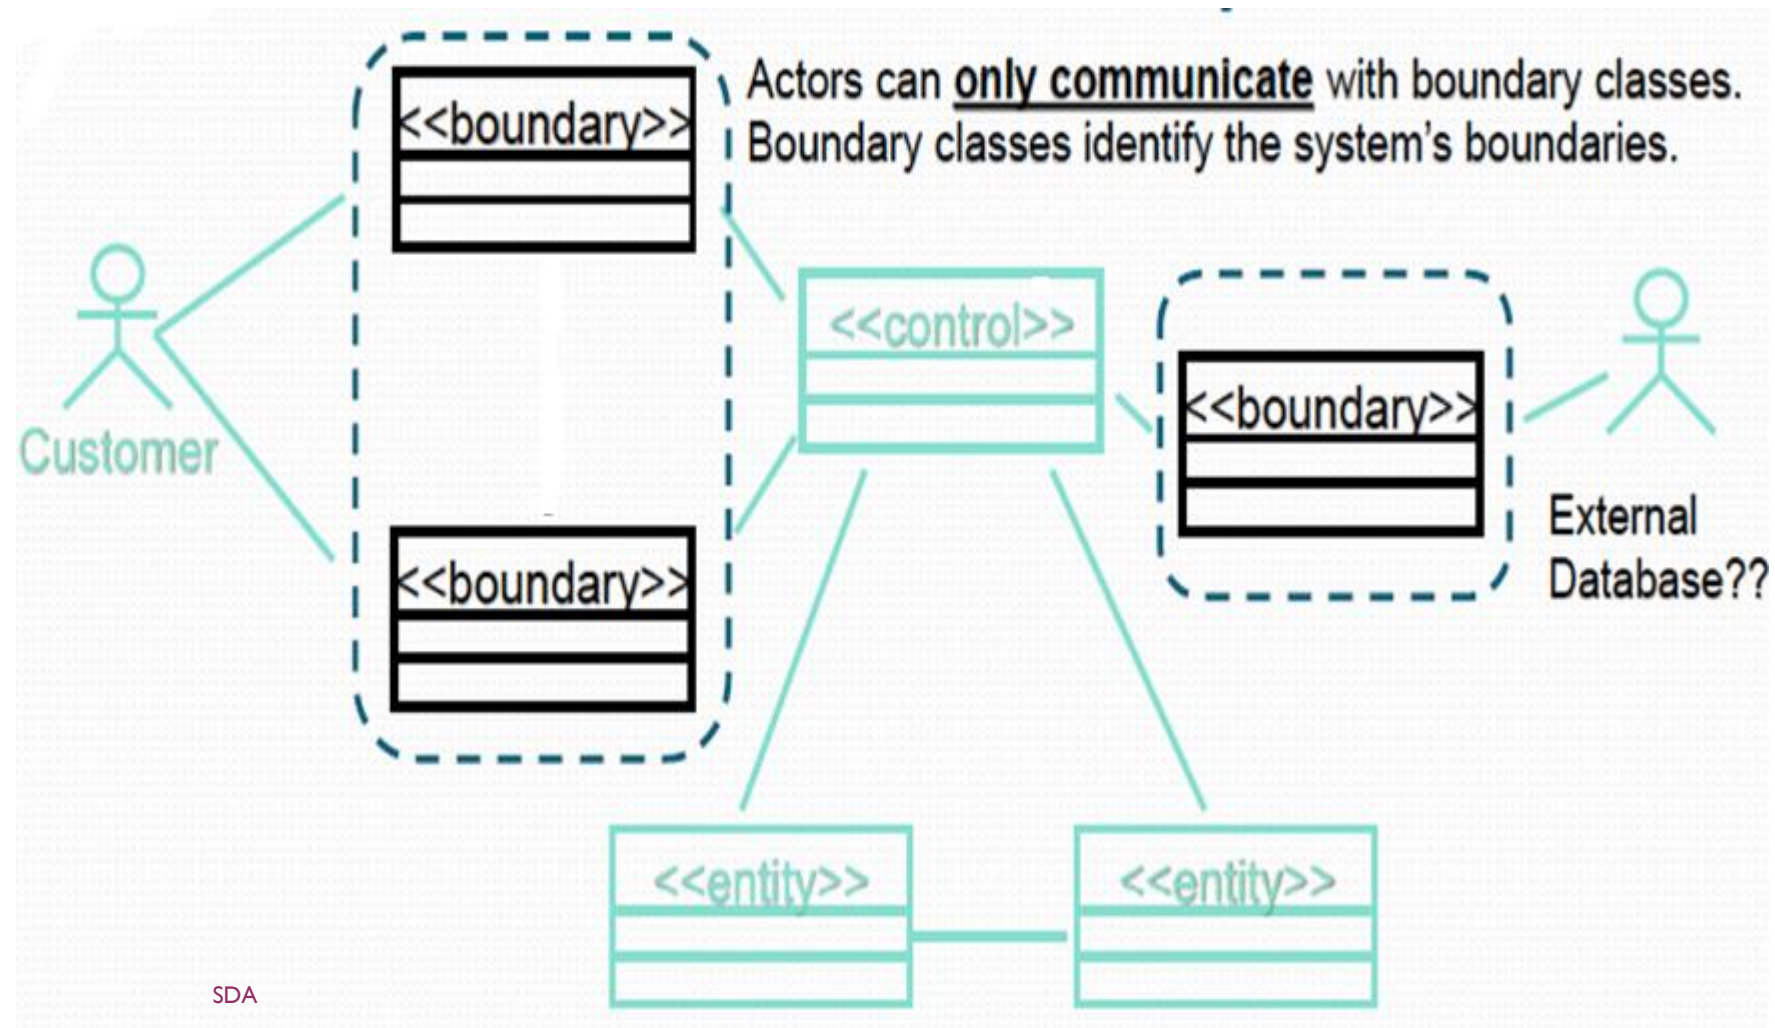 <<boundary>>
Actors can only communicate with boundary classes.
Boundary classes identify the system's boundaries.
<<control>>
<<boundary>>
Customer
External
Database??
<<boundary>>
<<entity>>
<<entity>>
SDA